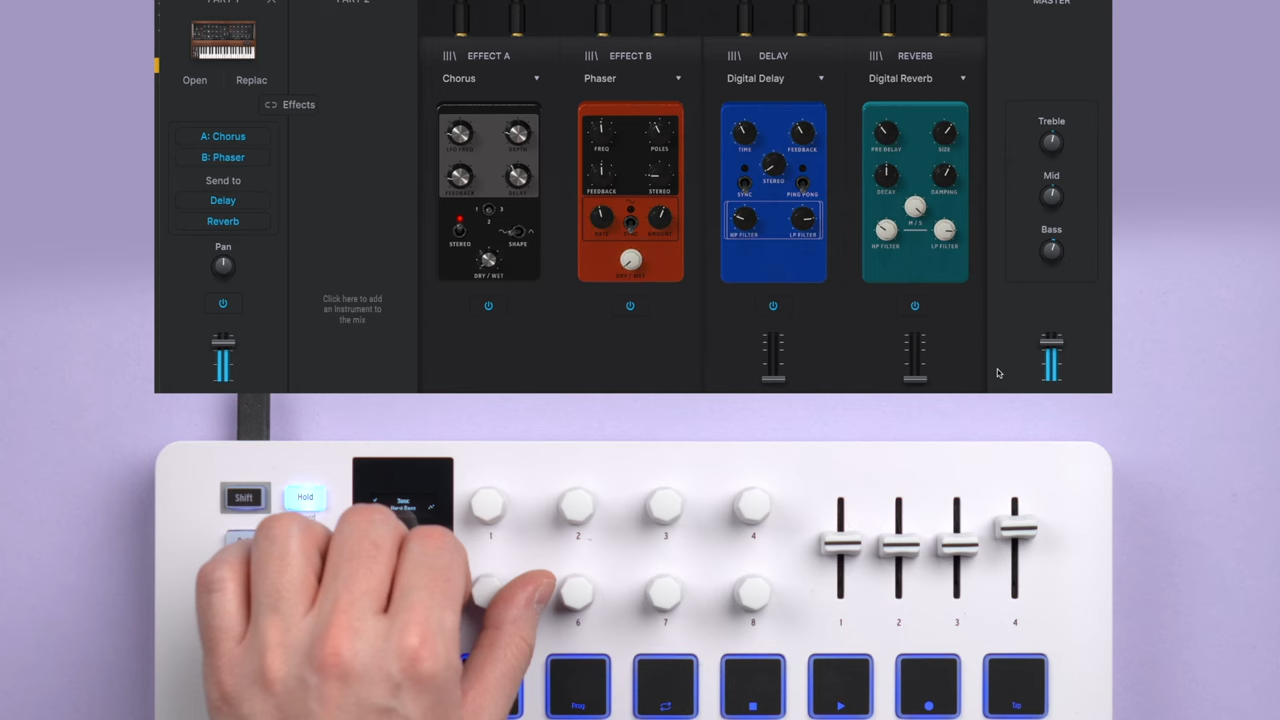 MASTER
EFFECT A
EFFECT B
DELAY
REVERB
Open
Replac
Chorus
Phaser
Digital Delay
Digital Reverb
Effects
A: Chorus
B: Phaser
Send to
Delay
Reverb
Pan
Click here to add
an Instrument to
the mix
LFO FREQ
DEPTH
FEEDBACK
DELAY
3
2
STEREO
SHAPE
DRY / WET
FREQ
POLES
FEEDBACK
STEREO
RATE
AMOUNT
DRY / WET
TIME
FEEDBACK
STEREO
SYNC
PING PONG
HP FILTER
LP FILTER
PRE DELAY
SIZE
DECAY
DAMPING
M / S
HP FILTER
LP FILTER
Treble
Mid
Bass
Shift
Hold
1
2
3
4
6
7
8
1
2
3
4
Prog
Tap